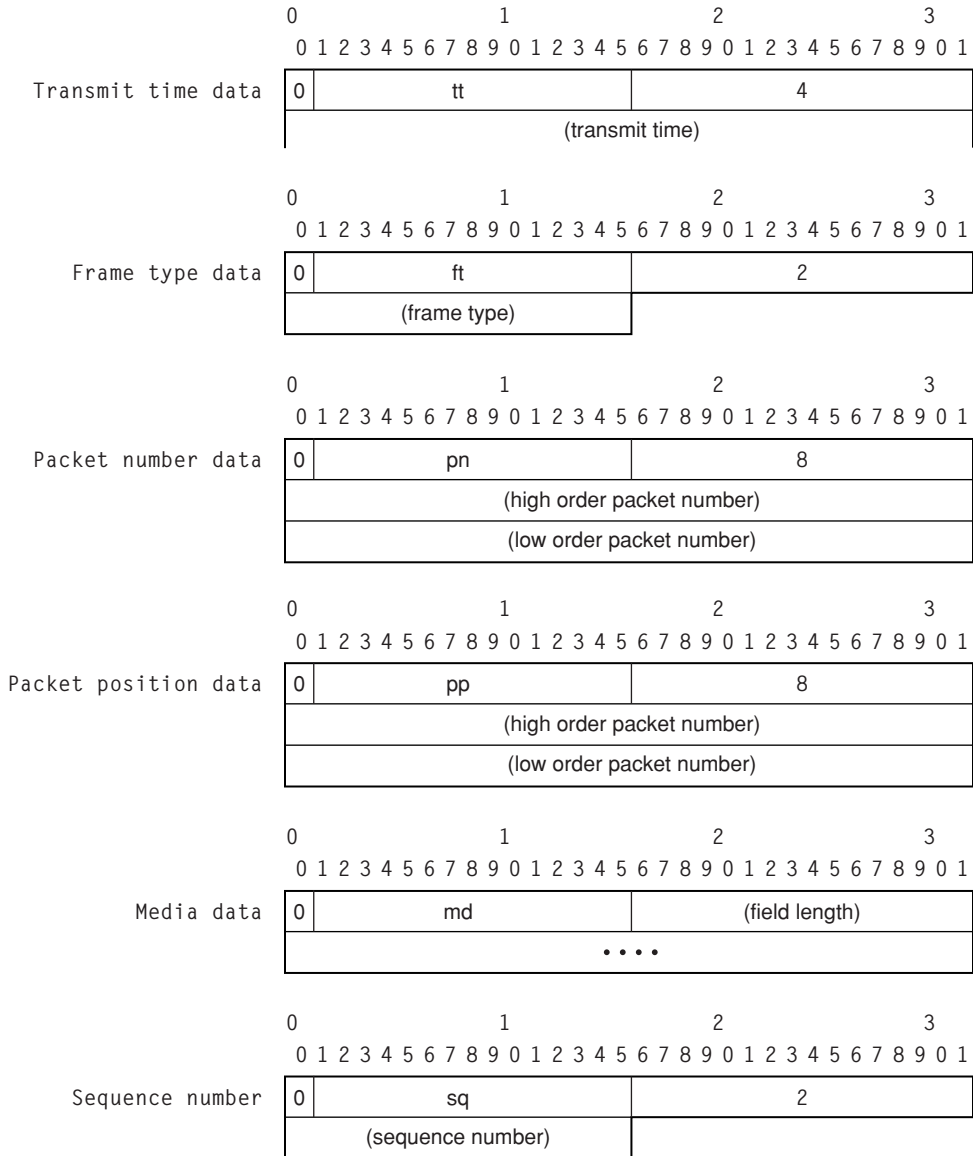 0 1 2 3
0 1 2 3 4 5 6 7 8 9 0 1 2 3 4 5 6 7 8 9 0 1 2 3 4 5 6 7 8 9 0 1
Transmit time data 0 tt 4
(transmit time)
0 1 2 3
0 1 2 3 4 5 6 7 8 9 0 1 2 3 4 5 6 7 8 9 0 1 2 3 4 5 6 7 8 9 0 1
Frame type data 0 ft 2
(frame type)
0 1 2 3
0 1 2 3 4 5 6 7 8 9 0 1 2 3 4 5 6 7 8 9 0 1 2 3 4 5 6 7 8 9 0 1
Packet number data 0 pn 8
(high order packet number)
(low order packet number)
0 1 2 3
0 1 2 3 4 5 6 7 8 9 0 1 2 3 4 5 6 7 8 9 0 1 2 3 4 5 6 7 8 9 0 1
Packet position data 0 pp 8
(high order packet number)
(low order packet number)
0 1 2 3
0 1 2 3 4 5 6 7 8 9 0 1 2 3 4 5 6 7 8 9 0 1 2 3 4 5 6 7 8 9 0 1
Media data 0 md (field length)
• • • •
0 1 2 3
0 1 2 3 4 5 6 7 8 9 0 1 2 3 4 5 6 7 8 9 0 1 2 3 4 5 6 7 8 9 0 1
Sequence number 0 sq 2
(sequence number)